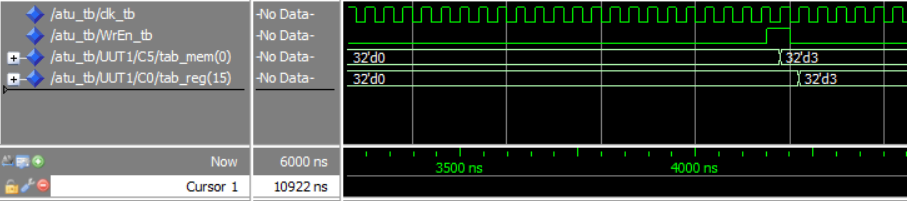 /atu_tb/clk_tb -No Data-
/atu_tb/WrEn_tb -No Data-
/atu_tb/UUT1/C5/tab_mem(0) -No Data- 32'd0 32'd3
/atu_tb/UUT1/C0/tab_reg(15) -No Data- 32'd0 32'd3
Now 6000 ns 3500 ns 4000 ns
Cursor 1 10922 ns